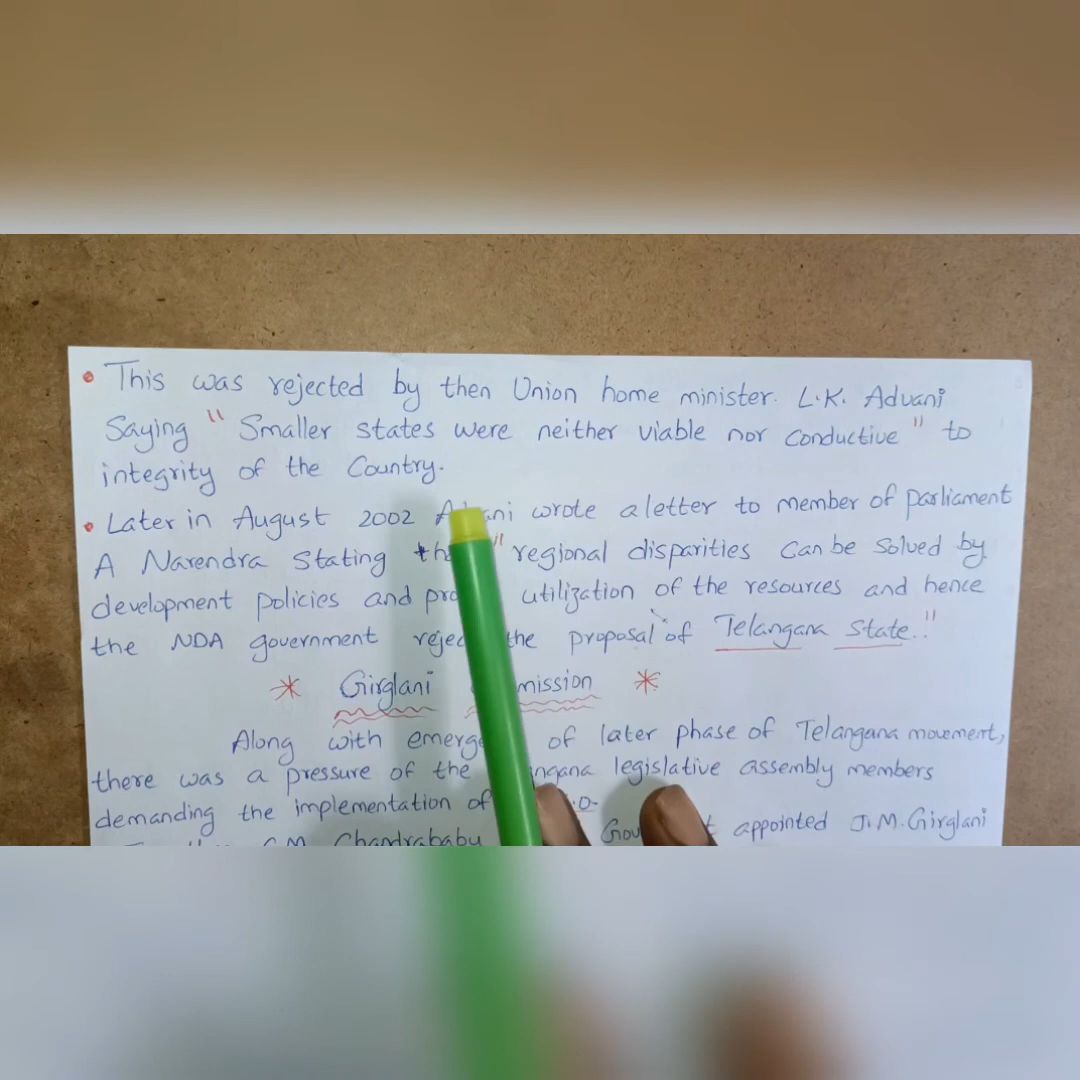 • This was rejected by then Union home minister. L.K. Advani
Saying "Smaller states were neither viable nor conductive" to
integrity of the Country.
• Later in August 2002 wrote a letter to member of parliament
A Narendra Stating "regional disparities Can be Solved by
development policies and utilization of the resources and hence
the NDA government the proposal of Telangana State.."
* Girglani *
Along with of later phase of Telangana movement,
there was a pressure of the legislative assembly members
demanding the implementation of
C.M. Chandrababu appointed J.M. Girglani